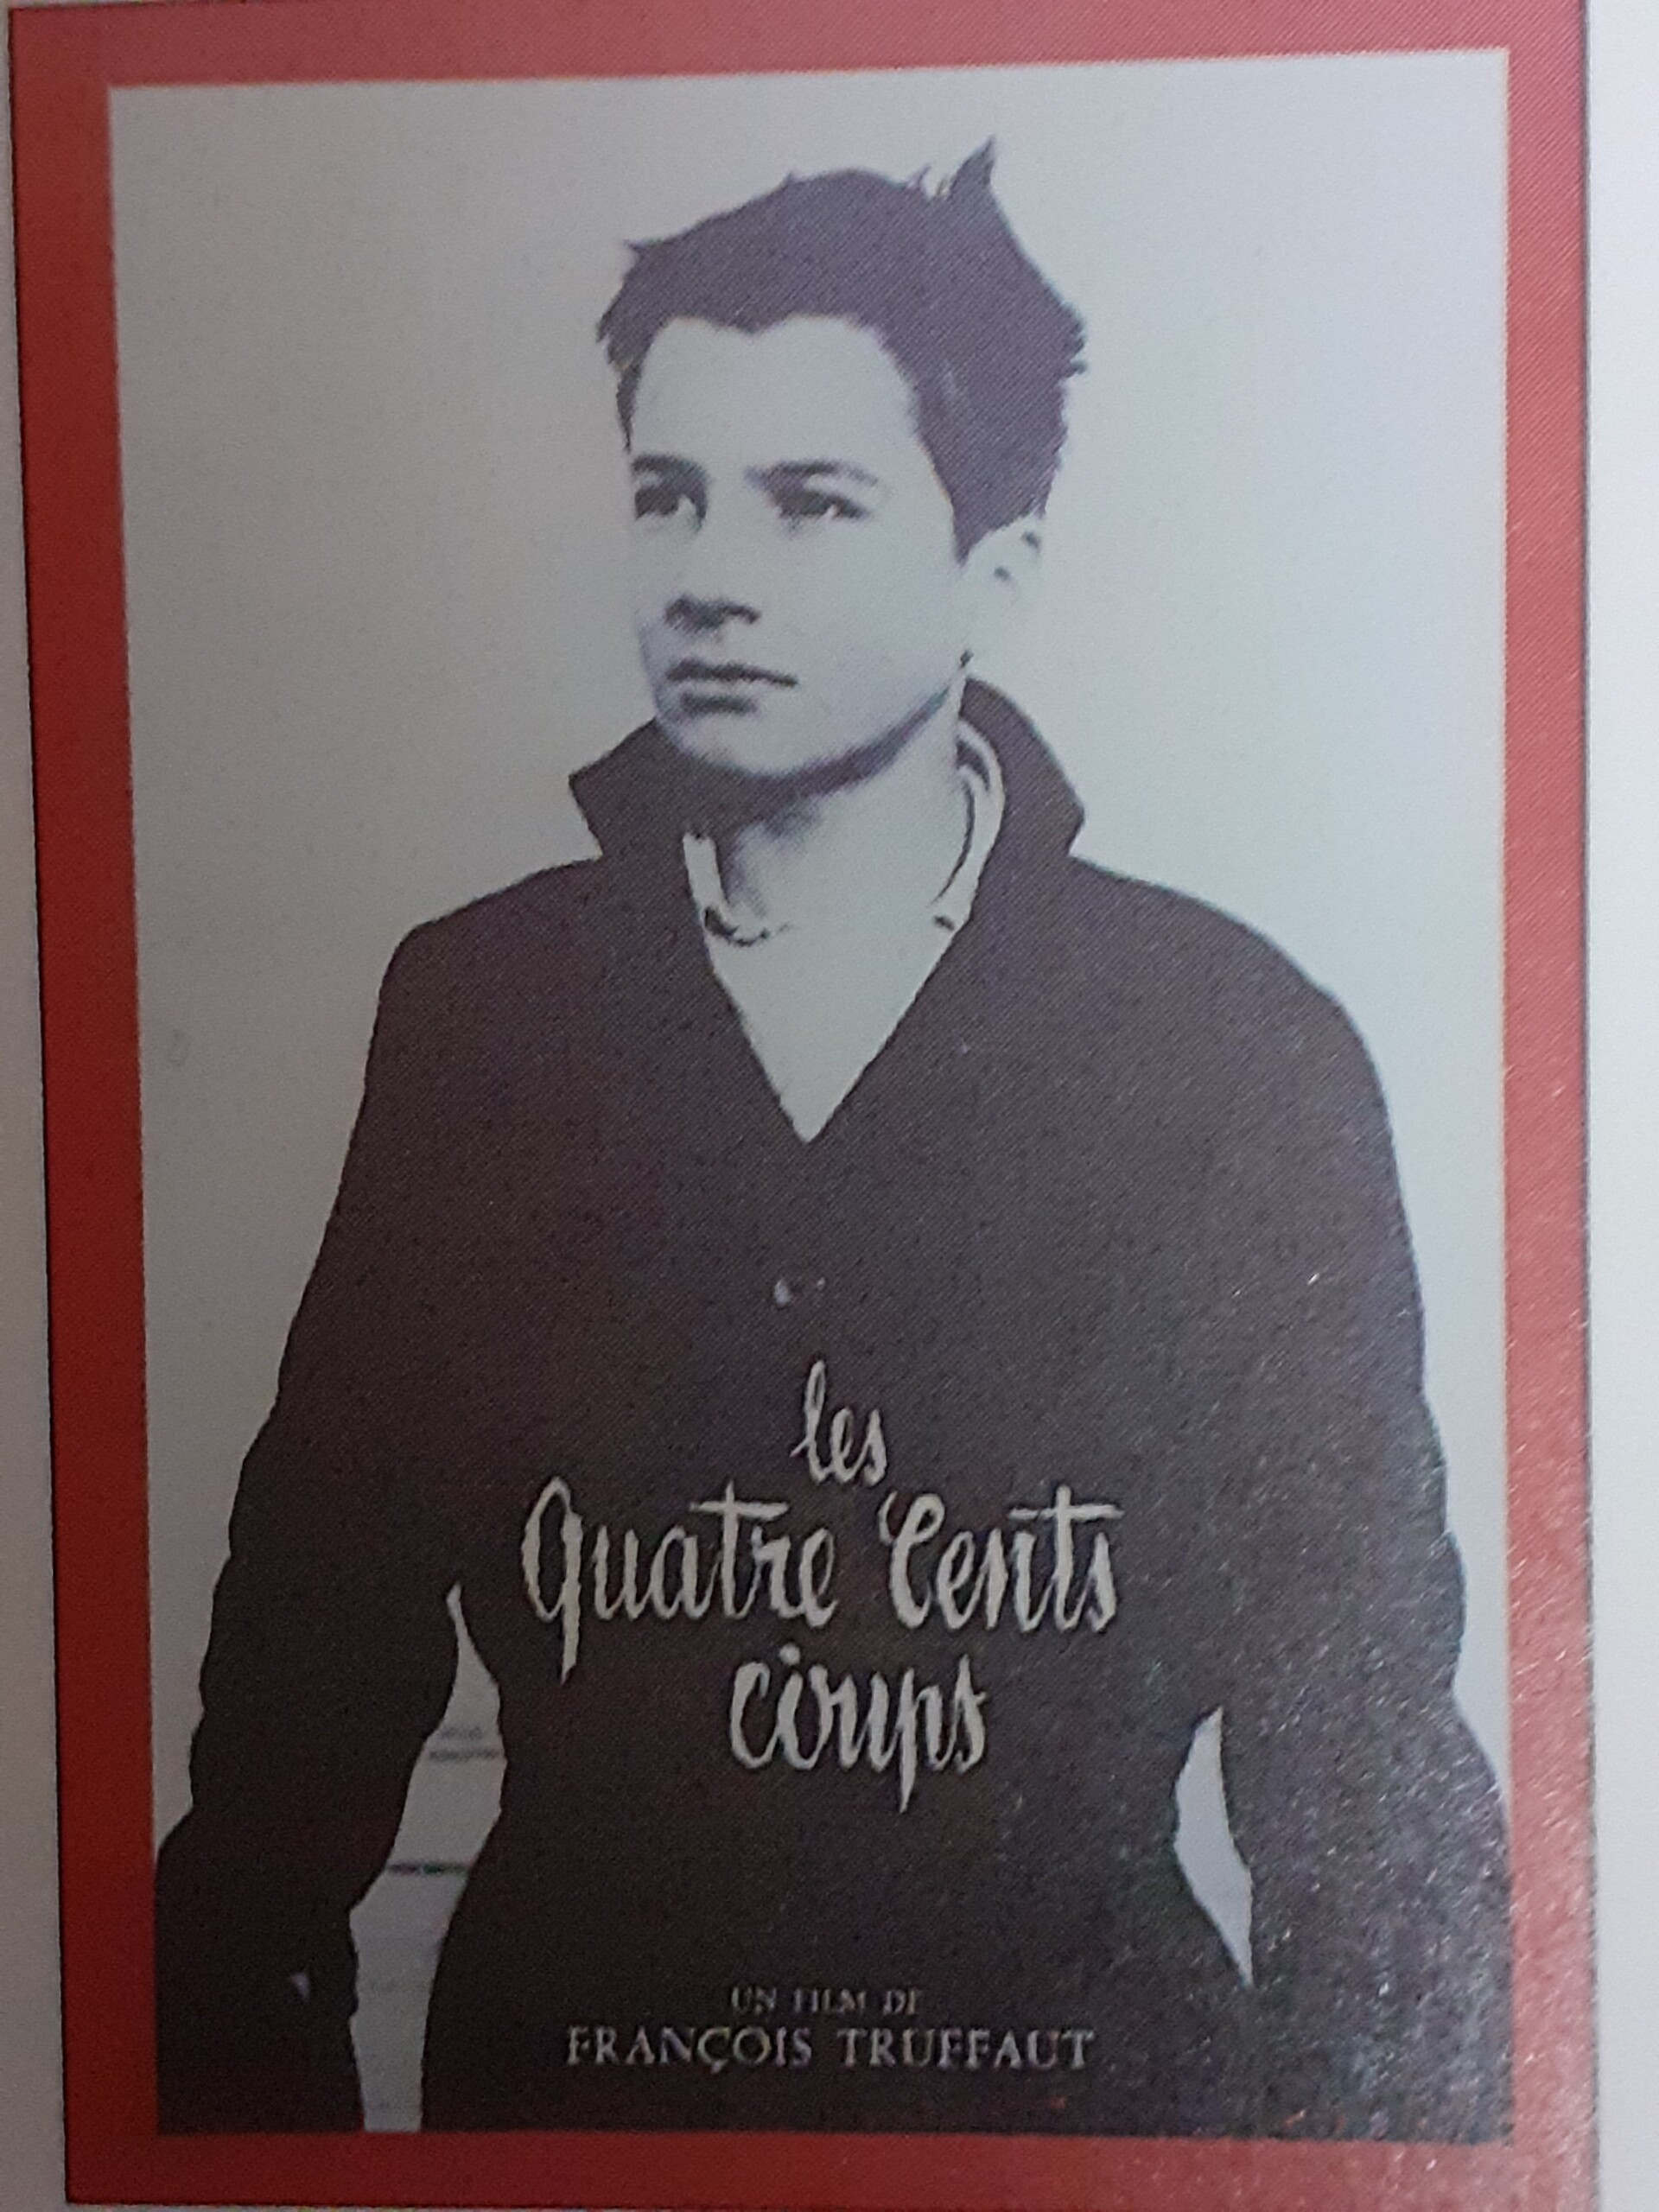 les
Quatre Cents
coups
UN FILM DE
FRANÇOIS TRUFFAUT